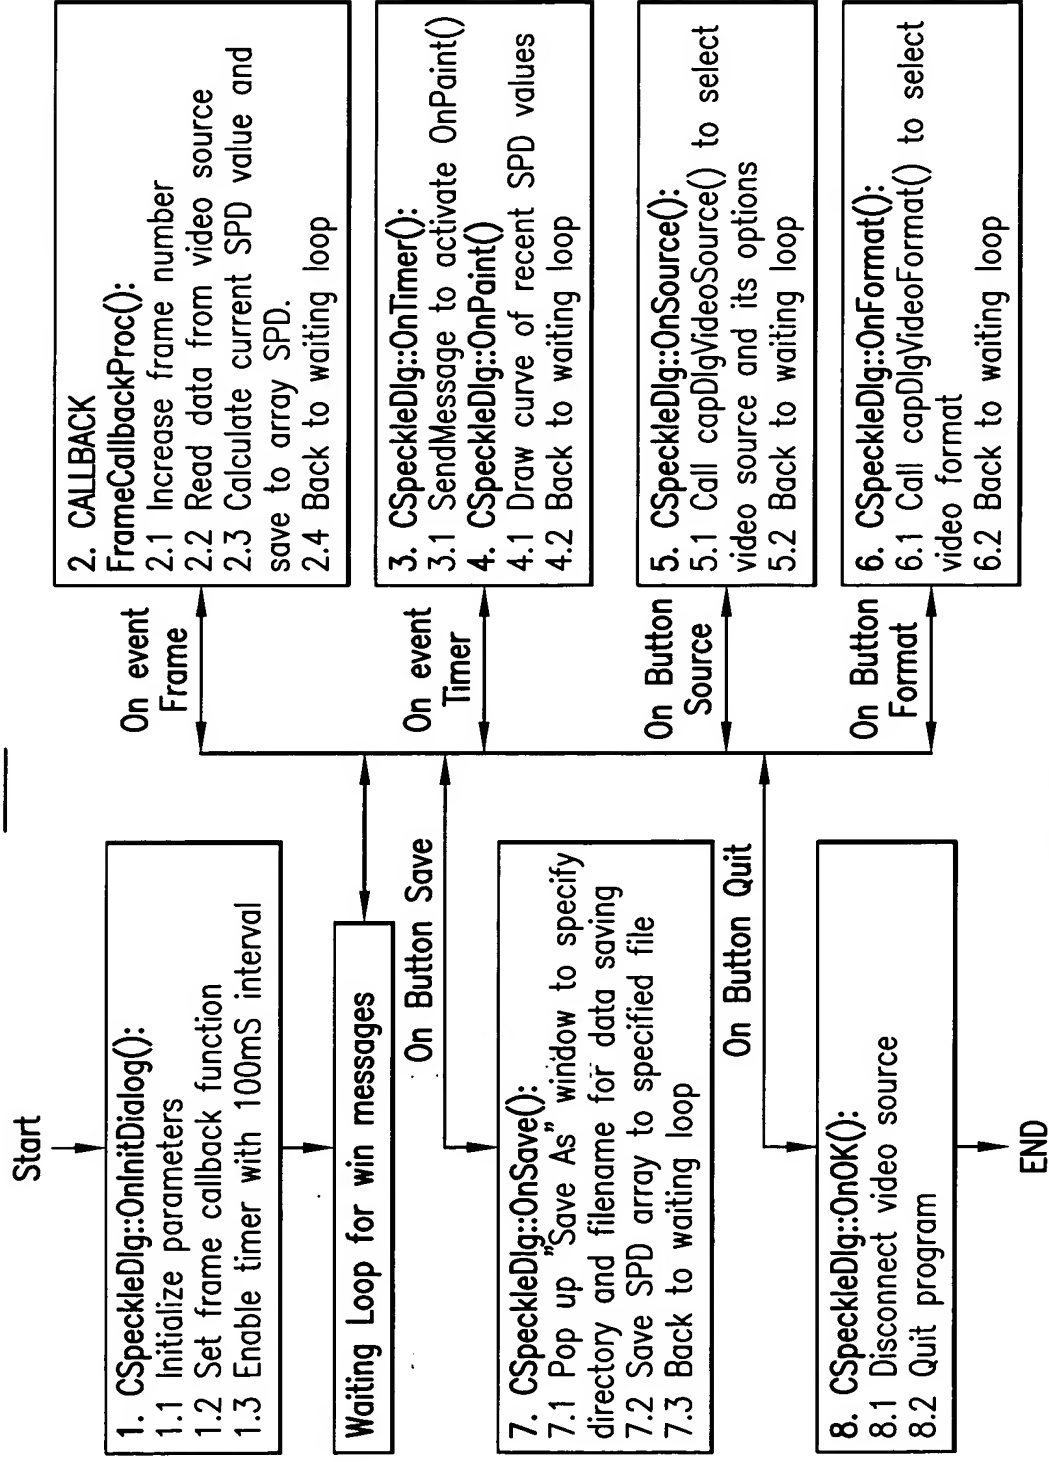 Start
1. CSpeckleDlg::OnInitDialog():
1.1 Initialize parameters
1.2 Set frame callback function
1.3 Enable timer with 100mS interval
Waiting Loop for win messages
On Button Save
7. CSpeckleDlg::OnSave():
7.1 Pop up "Save As" window to specify
directory and filename for data saving
7.2 Save SPD array to specified file
7.3 Back to waiting loop
On Button Quit
8. CSpeckleDlg::OnOK():
8.1 Disconnect video source
8.2 Quit program
END
On event
Frame
2. CALLBACK
FrameCallbackProc():
2.1 Increase frame number
2.2 Read data from video source
2.3 Calculate current SPD value and
save to array SPD.
2.4 Back to waiting loop
On event
Timer
3. CSpeckleDlg::OnTimer():
3.1 SendMessage to activate OnPaint()
4. CSpeckleDlg::OnPaint()
4.1 Draw curve of recent SPD values
4.2 Back to waiting loop
On Button
Source
5. CSpeckleDlg::OnSource():
5.1 Call capDlgVideoSource() to select
video source and its options
5.2 Back to waiting loop
On Button
Format
6. CSpeckleDlg::OnFormat():
6.1 Call capDlgVideoFormat() to select
video format
6.2 Back to waiting loop